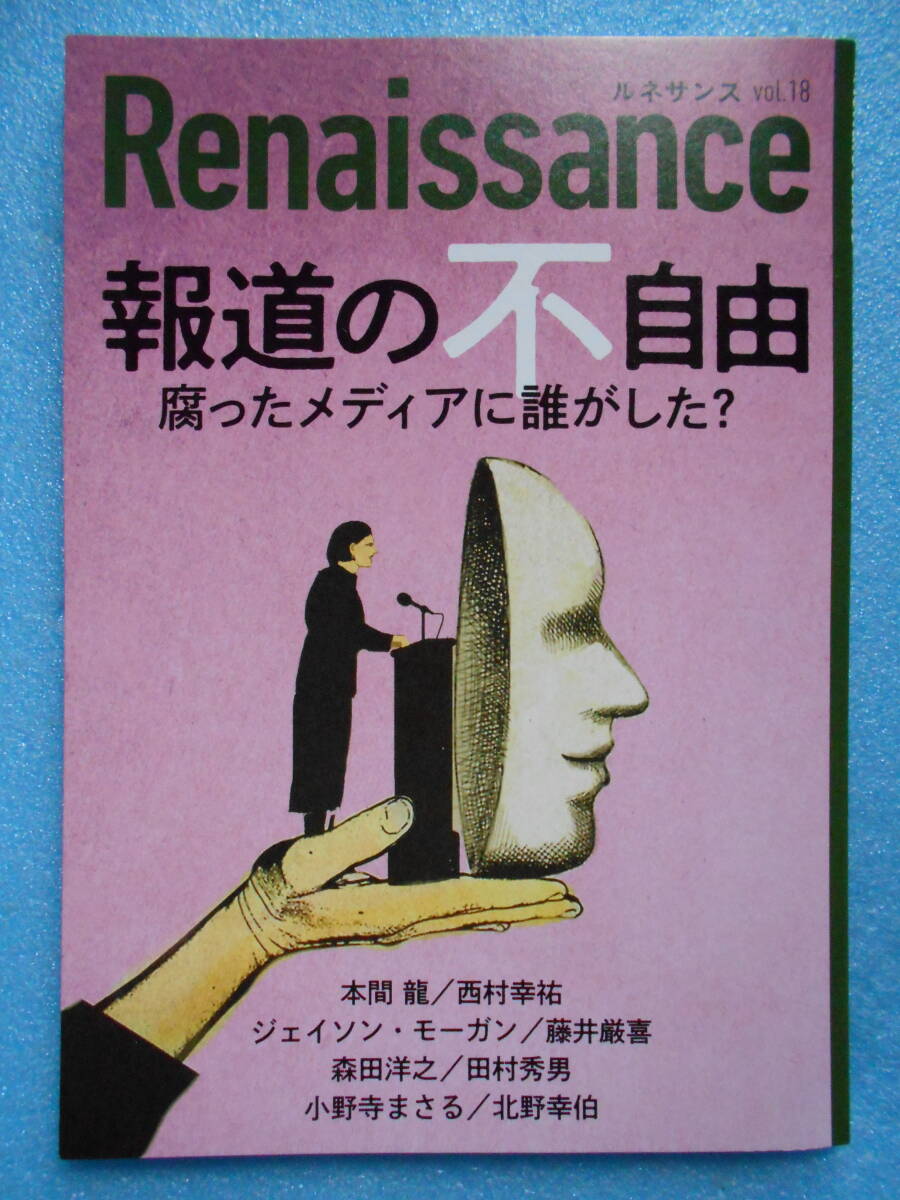 ルネサンス vol.18
Renaissance
報道の不自由
腐ったメディアに誰がした?
本間 龍/西村幸祐
ジェイソン・モーガン/藤井厳喜
森田洋之/田村秀男
小野寺まさる/北野幸伯